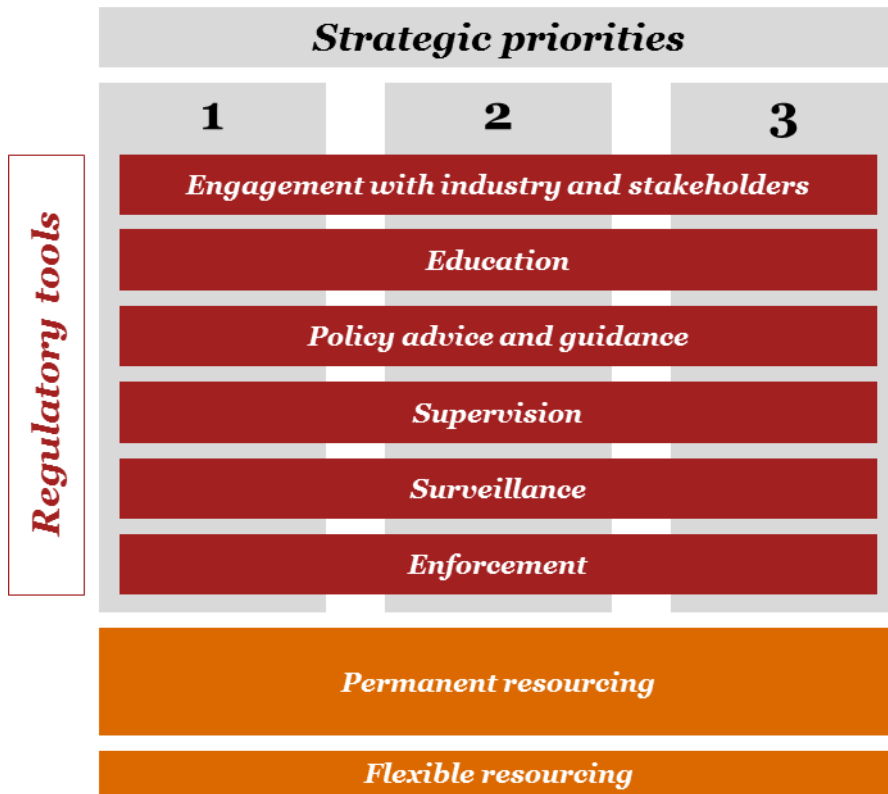 Strategic priorities
1 2 3
Regulatory tools
Engagement with industry and stakeholders
Education
Policy advice and guidance
Supervision
Surveillance
Enforcement
Permanent resourcing
Flexible resourcing